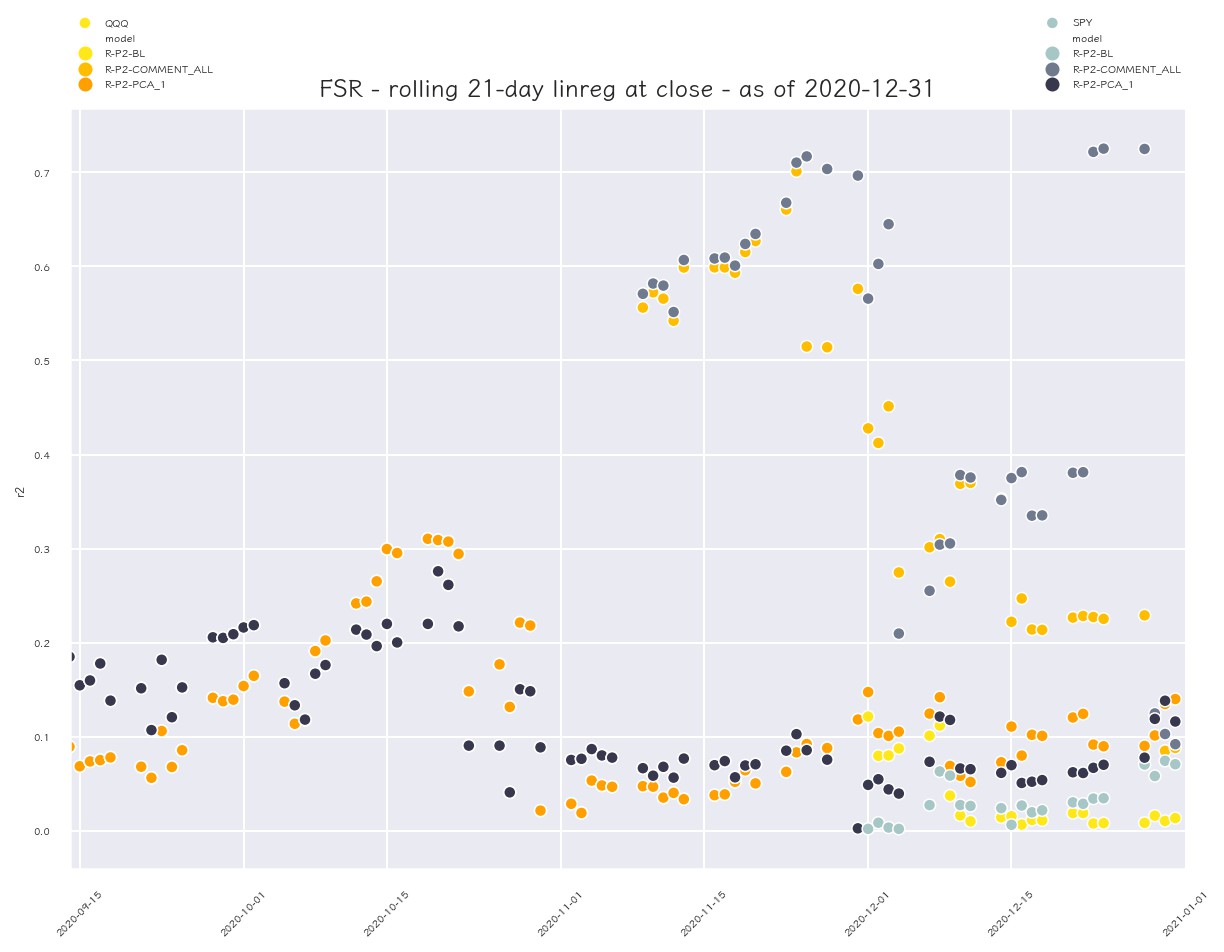 QQQ
model
R-P2-BL
R-P2-COMMENT_ALL
R-P2-PCA_1
SPY
model
R-P2-BL
R-P2-COMMENT_ALL
R-P2-PCA_1
FSR - rolling 21-day linreg at close - as of 2020-12-31
0.7
0.6
0.5
0.4
0.3
0.2
0.1
0.0
r2
2020-09-15
2020-10-01
2020-10-15
2020-11-01
2020-11-15
2020-12-01
2020-12-15
2021-01-01